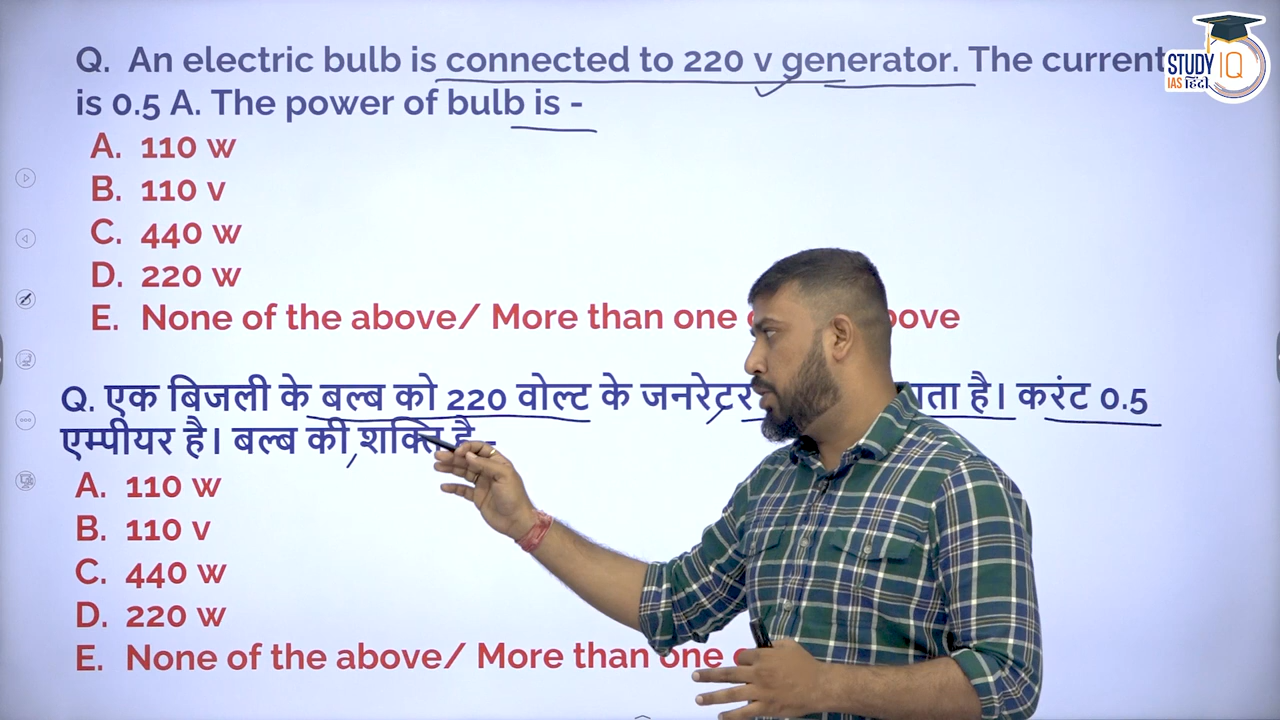 Q. An electric bulb is connected to 220 v generator. The current
is 0.5 A. The power of bulb is -
A. 110 w
B. 110 v
C. 440 w
D. 220 w
E. None of the above/ More than one
Q. एक बिजली के बल्ब को 220 वोल्ट के जनरेटर है। करंट 0.5
एम्पीयर है। बल्ब की शक्ति है -
A. 110 w
B. 110 v
C. 440 w
D. 220 w
E. None of the above/ More than one
STUDY IQ
IAS हिंदी